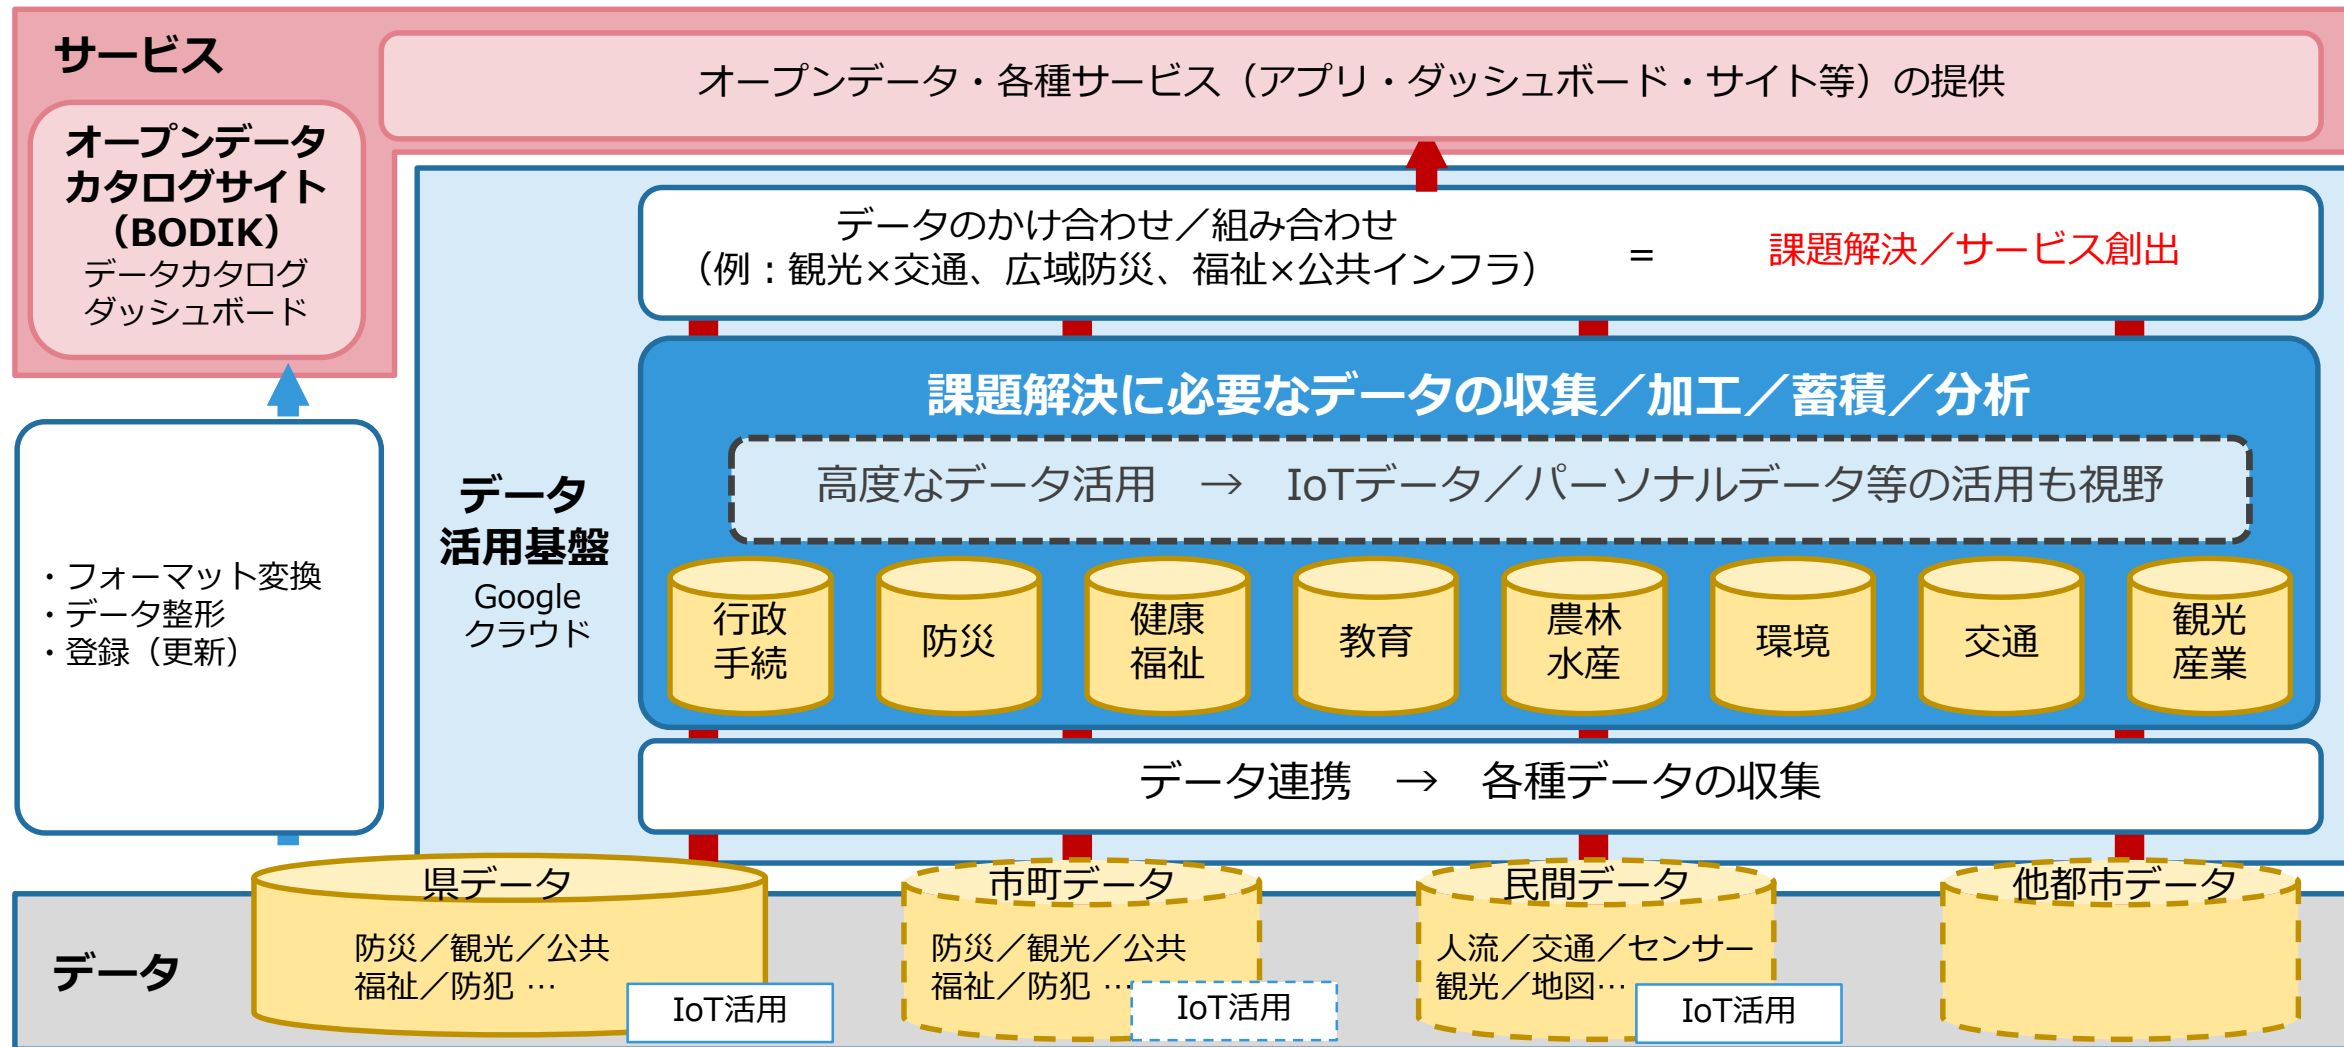 サービス
オープンデータ・各種サービス（アプリ・ダッシュボード・サイト等）の提供
オープンデータ
カタログサイト
（BODIK）
データカタログ
ダッシュボード
データのかけ合わせ／組み合わせ
（例：観光×交通、広域防災、福祉×公共インフラ）
＝
課題解決／サービス創出
課題解決に必要なデータの収集／加工／蓄積／分析
高度なデータ活用　→　IoTデータ／パーソナルデータ等の活用も視野
データ
活用基盤
Google
クラウド
・フォーマット変換
・データ整形
・登録（更新）
行政
手続
防災
健康
福祉
教育
農林
水産
環境
交通
観光
産業
データ連携　→　各種データの収集
データ
県データ
防災／観光／公共
福祉／防犯 …
IoT活用
市町データ
防災／観光／公共
福祉／防犯 …
IoT活用
民間データ
人流／交通／センサー
観光／地図…
IoT活用
他都市データ